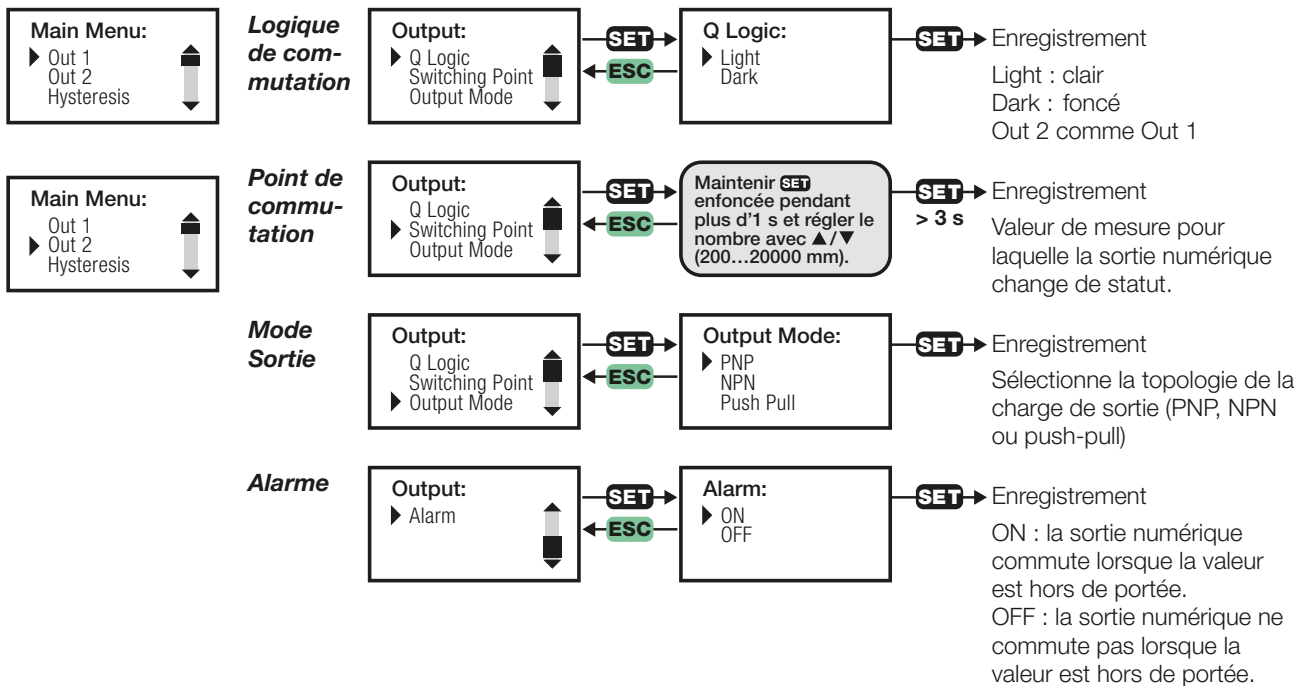 Main Menu:
Out 1
Out 2
Hysteresis
Logique
de com-
mutation
Output:
Q Logic
Switching Point
Output Mode
SET
ESC
Q Logic:
Light
Dark
SET
Enregistrement
Light : clair
Dark : foncé
Out 2 comme Out 1
Main Menu:
Out 1
Out 2
Hysteresis
Point de
commu-
tation
Output:
Q Logic
Switching Point
Output Mode
SET
ESC
Maintenir SET
enfoncée pendant
plus d'1 s et régler le
nombre avec ▲/▼
(200…20000 mm).
SET
> 3 s
Enregistrement
Valeur de mesure pour
laquelle la sortie numérique
change de statut.
Mode
Sortie
Output:
Q Logic
Switching Point
Output Mode
SET
ESC
Output Mode:
PNP
NPN
Push Pull
SET
Enregistrement
Sélectionne la topologie de la
charge de sortie (PNP, NPN
ou push-pull)
Alarme
Output:
Alarm
SET
ESC
Alarm:
ON
OFF
SET
Enregistrement
ON : la sortie numérique
commute lorsque la valeur
est hors de portée.
OFF : la sortie numérique ne
commute pas lorsque la
valeur est hors de portée.